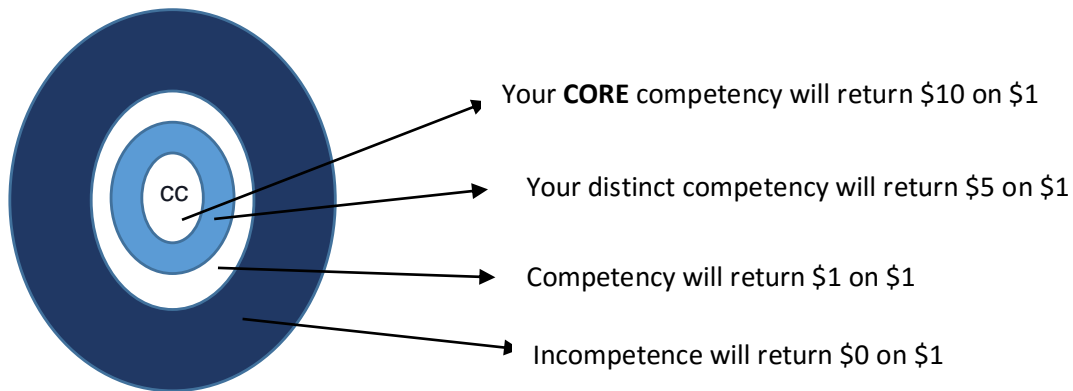 Your CORE competency will return $10 on $1
CC
Your distinct competency will return $5 on $1
Competency will return $1 on $1
Incompetence will return $0 on $1